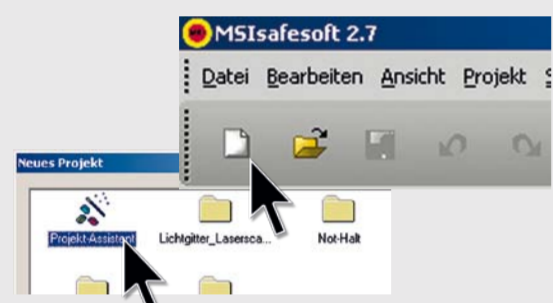 MSIsafesoft 2.7
Datei Bearbeiten Ansicht Projekt
Neues Projekt
Projekt-Assistent Lichtgitter_Lasersca... Not-Halt